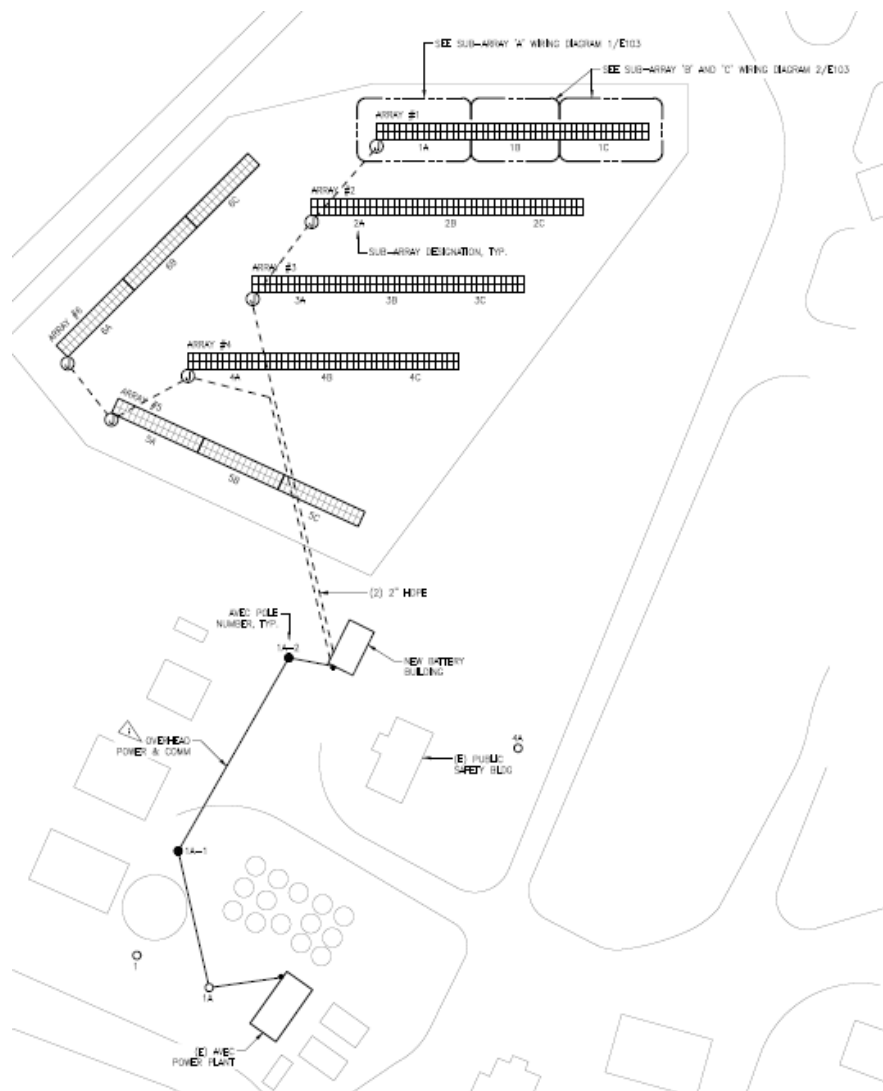 SEE SUB-ARRAY 'A' WIRING DIAGRAM 1/E103
SEE SUB-ARRAY 'B' AND 'C' WIRING DIAGRAM 2/E103
ARRAY #1
1A
1B
1C
J
ARRAY #2
2A
2B
2C
J
SUB-ARRAY DESIGNATION, TYP.
ARRAY #3
3A
3B
3C
J
ARRAY #4
4A
4B
4C
J
ARRAY #5
5A
5B
5C
J
ARRAY #6
6A
6B
6C
J
(2) 2" HDPE
AVEC POLE
NUMBER, TYP.
1A-2
NEW BATTERY
BUILDING
OVERHEAD
POWER & COMM
4A
(E) PUBLIC
SAFETY BLDG
1A-1
1
1A
(E) AVEC
POWER PLANT